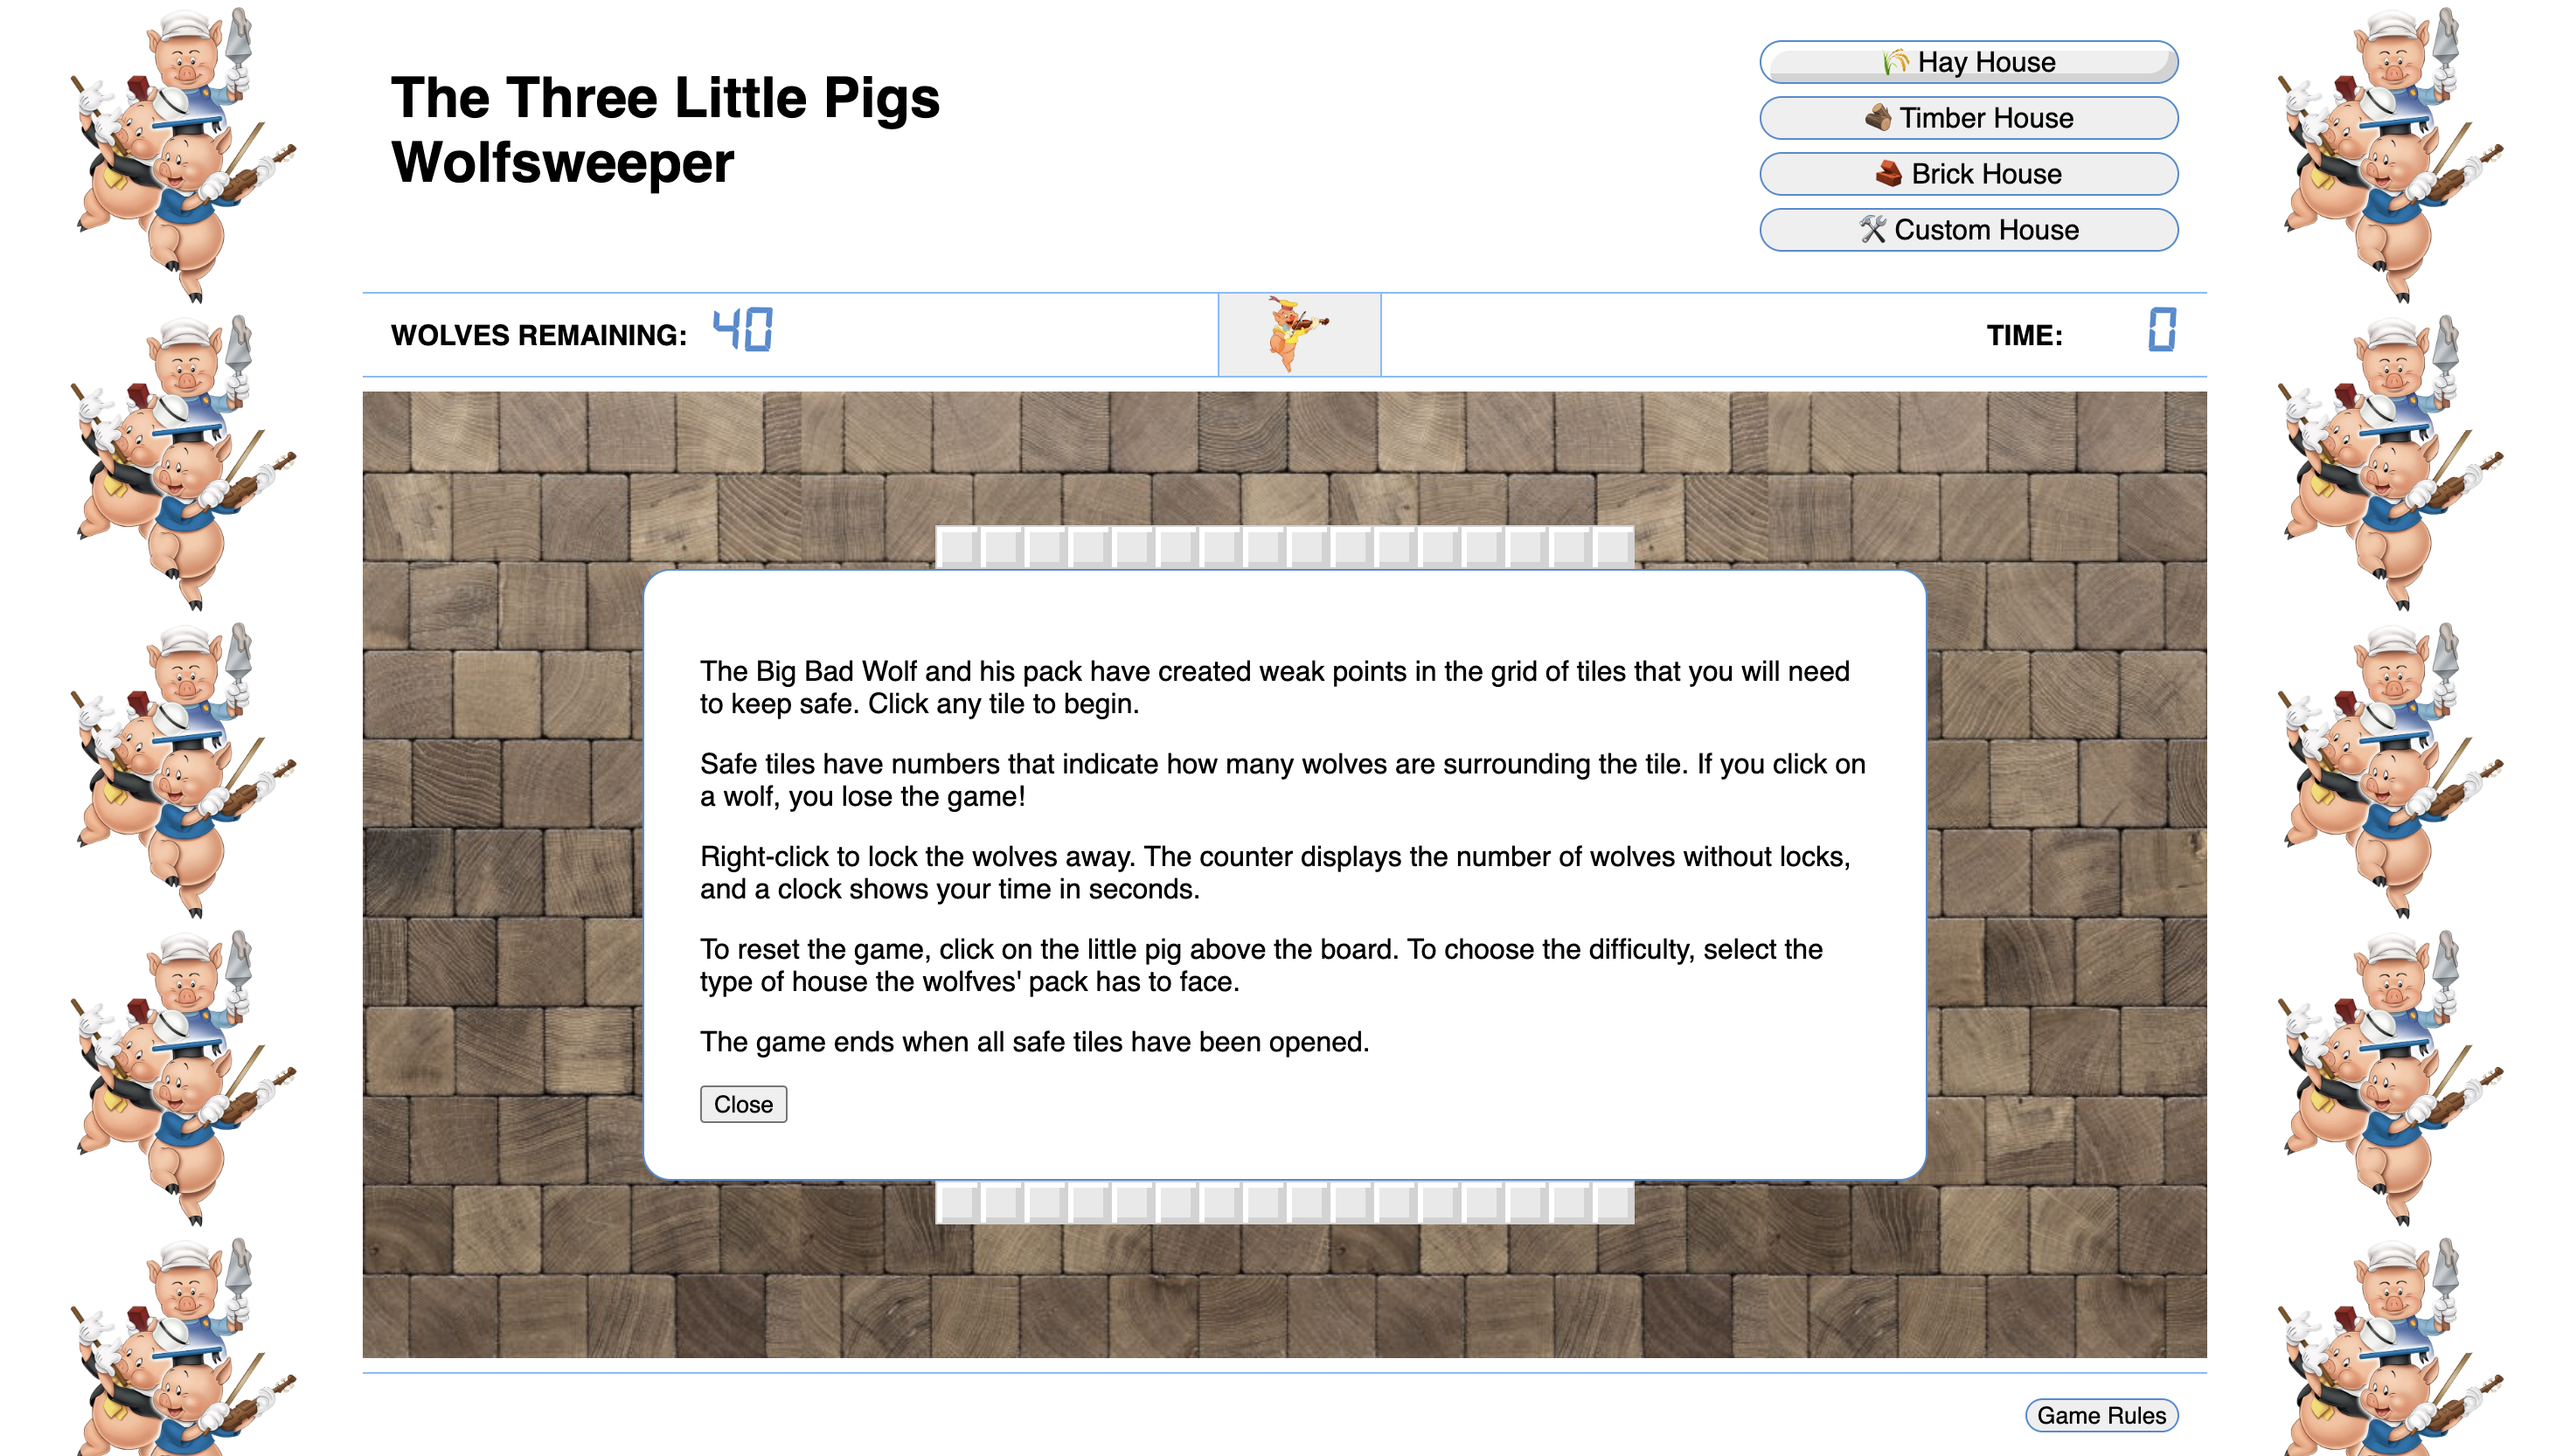 The Three Little Pigs
Wolfsweeper
Hay House
Timber House
Brick House
Custom House
WOLVES REMAINING: 40
TIME: 0
The Big Bad Wolf and his pack have created weak points in the grid of tiles that you will need
to keep safe. Click any tile to begin.
Safe tiles have numbers that indicate how many wolves are surrounding the tile. If you click on
a wolf, you lose the game!
Right-click to lock the wolves away. The counter displays the number of wolves without locks,
and a clock shows your time in seconds.
To reset the game, click on the little pig above the board. To choose the difficulty, select the
type of house the wolfves' pack has to face.
The game ends when all safe tiles have been opened.
Close
Game Rules